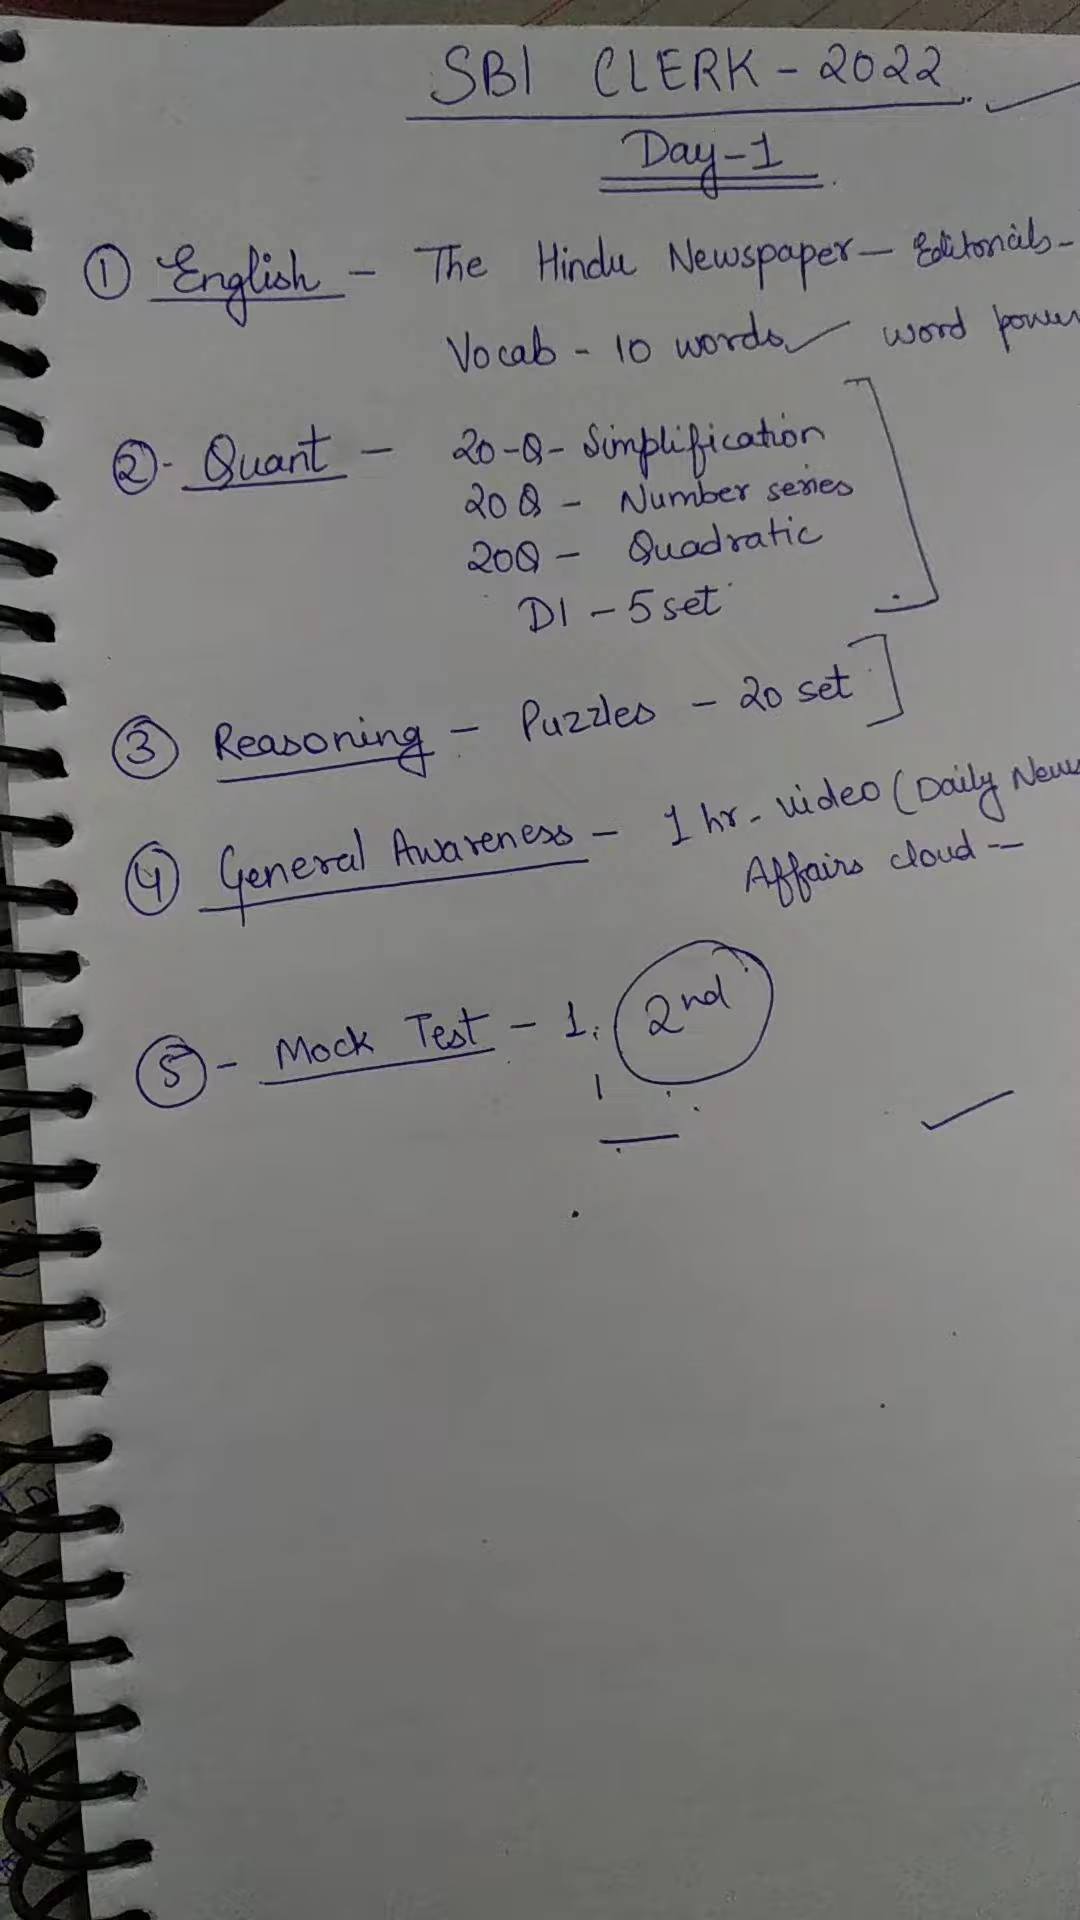 SBI CLERK - 2022
Day-1
① English - The Hindu Newspaper - Editorials -
Vocab - 10 words word power
②- Quant - 20-Q- Simplification
20 Q - Number series
20Q - Quadratic
DI - 5 set
③ Reasoning - Puzzles - 20 set
④ General Awareness - 1 hr. video (Daily News
Affairs cloud -
⑤- Mock Test - 1. 2nd